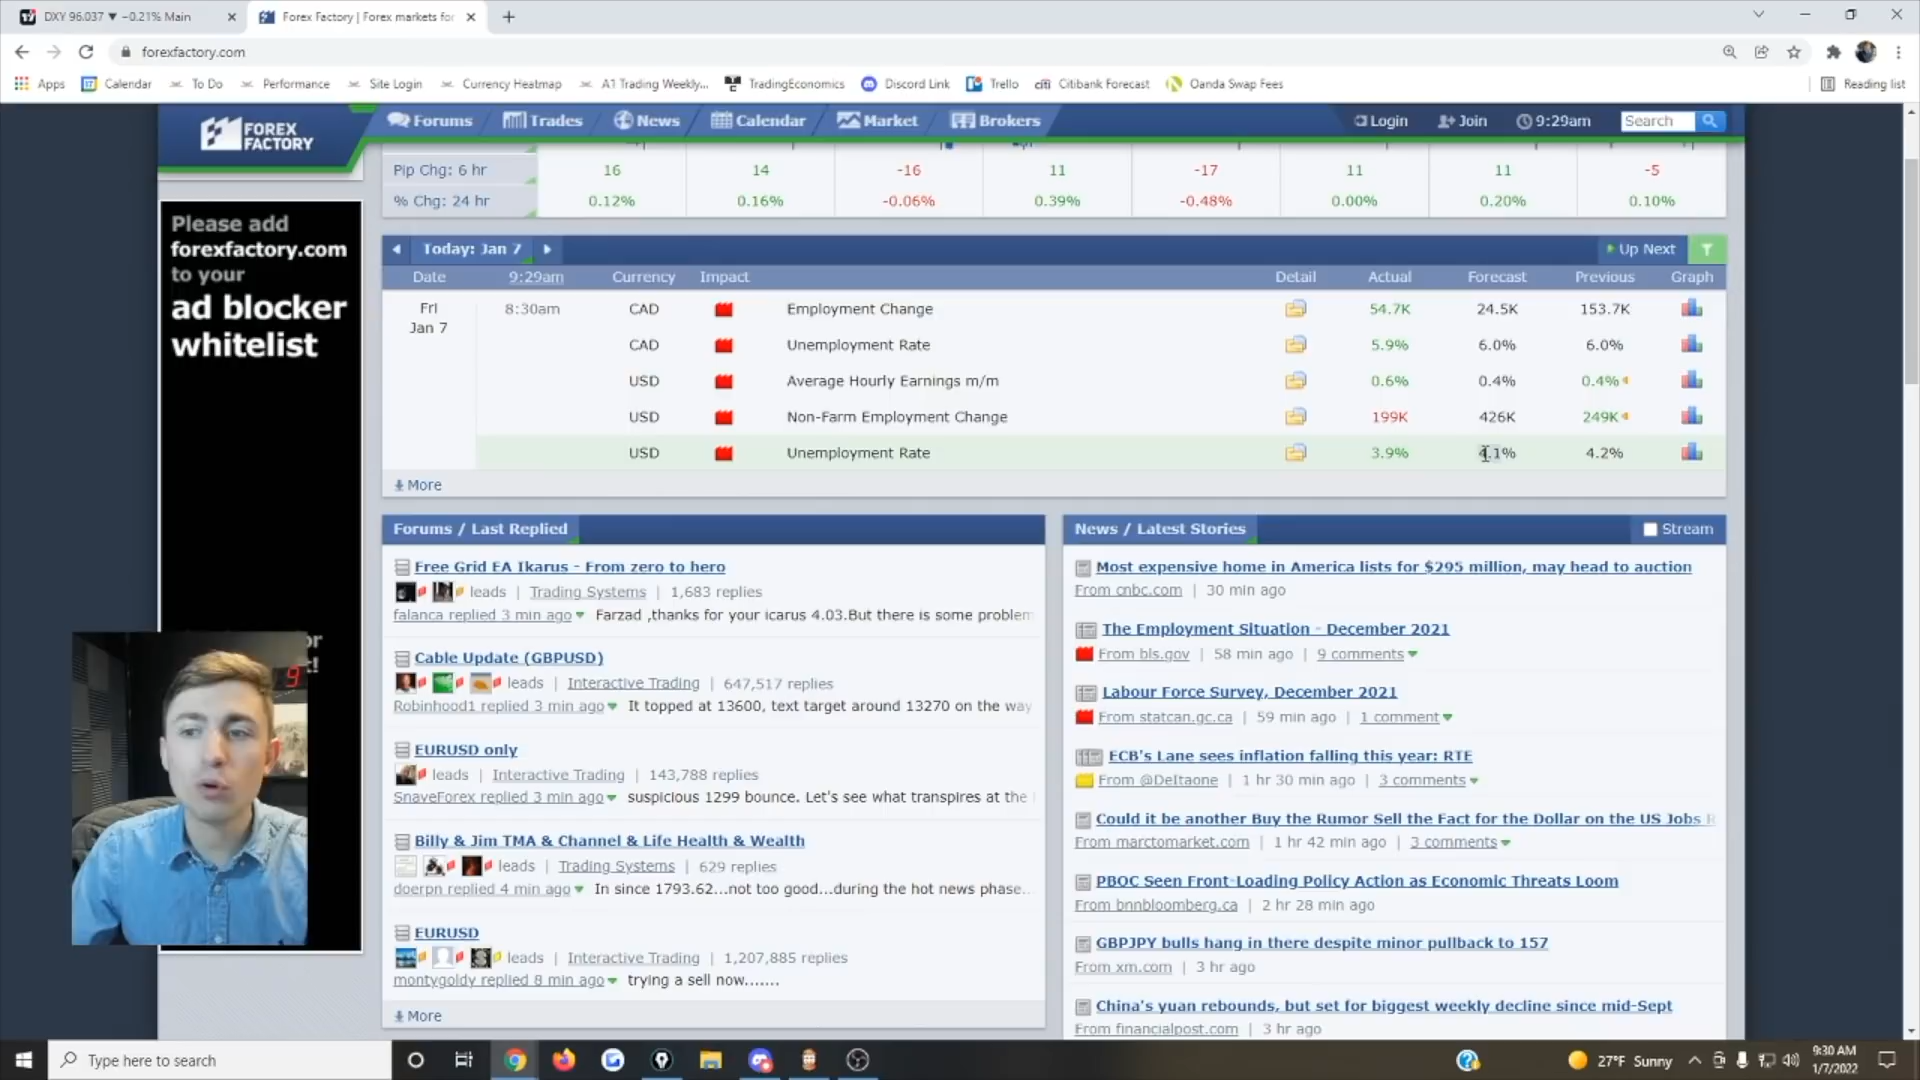 DXY 96.037 ▼ −0.21% Main
Forex Factory | Forex markets for
forexfactory.com
Apps
Calendar
To Do
Performance
Site Login
Currency Heatmap
A1 Trading Weekly...
TradingEconomics
Discord Link
Trello
Citibank Forecast
Oanda Swap Fees
Reading list
FOREX FACTORY
Forums
Trades
News
Calendar
Market
Brokers
Login
Join
9:29am
Search
Pip Chg: 6 hr 16 14 -16 11 -17 11 11 -5
% Chg: 24 hr 0.12% 0.16% -0.06% 0.39% -0.48% 0.00% 0.20% 0.10%
Please add
forexfactory.com
to your
ad blocker
whitelist
Today: Jan 7
Up Next
Date 9:29am Currency Impact Detail Actual Forecast Previous Graph
Fri
Jan 7
8:30am CAD Employment Change 54.7K 24.5K 153.7K
CAD Unemployment Rate 5.9% 6.0% 6.0%
USD Average Hourly Earnings m/m 0.6% 0.4% 0.4%
USD Non-Farm Employment Change 199K 426K 249K
USD Unemployment Rate 3.9% 4.1% 4.2%
More
Forums / Last Replied
Free Grid EA Ikarus - From zero to hero
leads | Trading Systems | 1,683 replies
falanca replied 3 min ago Farzad ,thanks for your icarus 4.03.But there is some problem
Cable Update (GBPUSD)
leads | Interactive Trading | 647,517 replies
Robinhood1 replied 3 min ago It topped at 13600, text target around 13270 on the way
EURUSD only
leads | Interactive Trading | 143,788 replies
SnaveForex replied 3 min ago suspicious 1299 bounce. Let's see what transpires at the
Billy & Jim TMA & Channel & Life Health & Wealth
leads | Trading Systems | 629 replies
doerpn replied 4 min ago In since 1793.62...not too good...during the hot news phase...
EURUSD
leads | Interactive Trading | 1,207,885 replies
montygoldy replied 8 min ago trying a sell now.......
More
News / Latest Stories
Stream
Most expensive home in America lists for $295 million, may head to auction
From cnbc.com | 30 min ago
The Employment Situation - December 2021
From bls.gov | 58 min ago | 9 comments
Labour Force Survey, December 2021
From statcan.gc.ca | 59 min ago | 1 comment
ECB's Lane sees inflation falling this year: RTE
From @DeItaone | 1 hr 30 min ago | 3 comments
Could it be another Buy the Rumor Sell the Fact for the Dollar on the US Jobs R
From marctomarket.com | 1 hr 42 min ago | 3 comments
PBOC Seen Front-Loading Policy Action as Economic Threats Loom
From bnnbloomberg.ca | 2 hr 28 min ago
GBPJPY bulls hang in there despite minor pullback to 157
From xm.com | 3 hr ago
China's yuan rebounds, but set for biggest weekly decline since mid-Sept
From financialpost.com | 3 hr ago
9
Type here to search
27°F Sunny
9:30 AM
1/7/2022